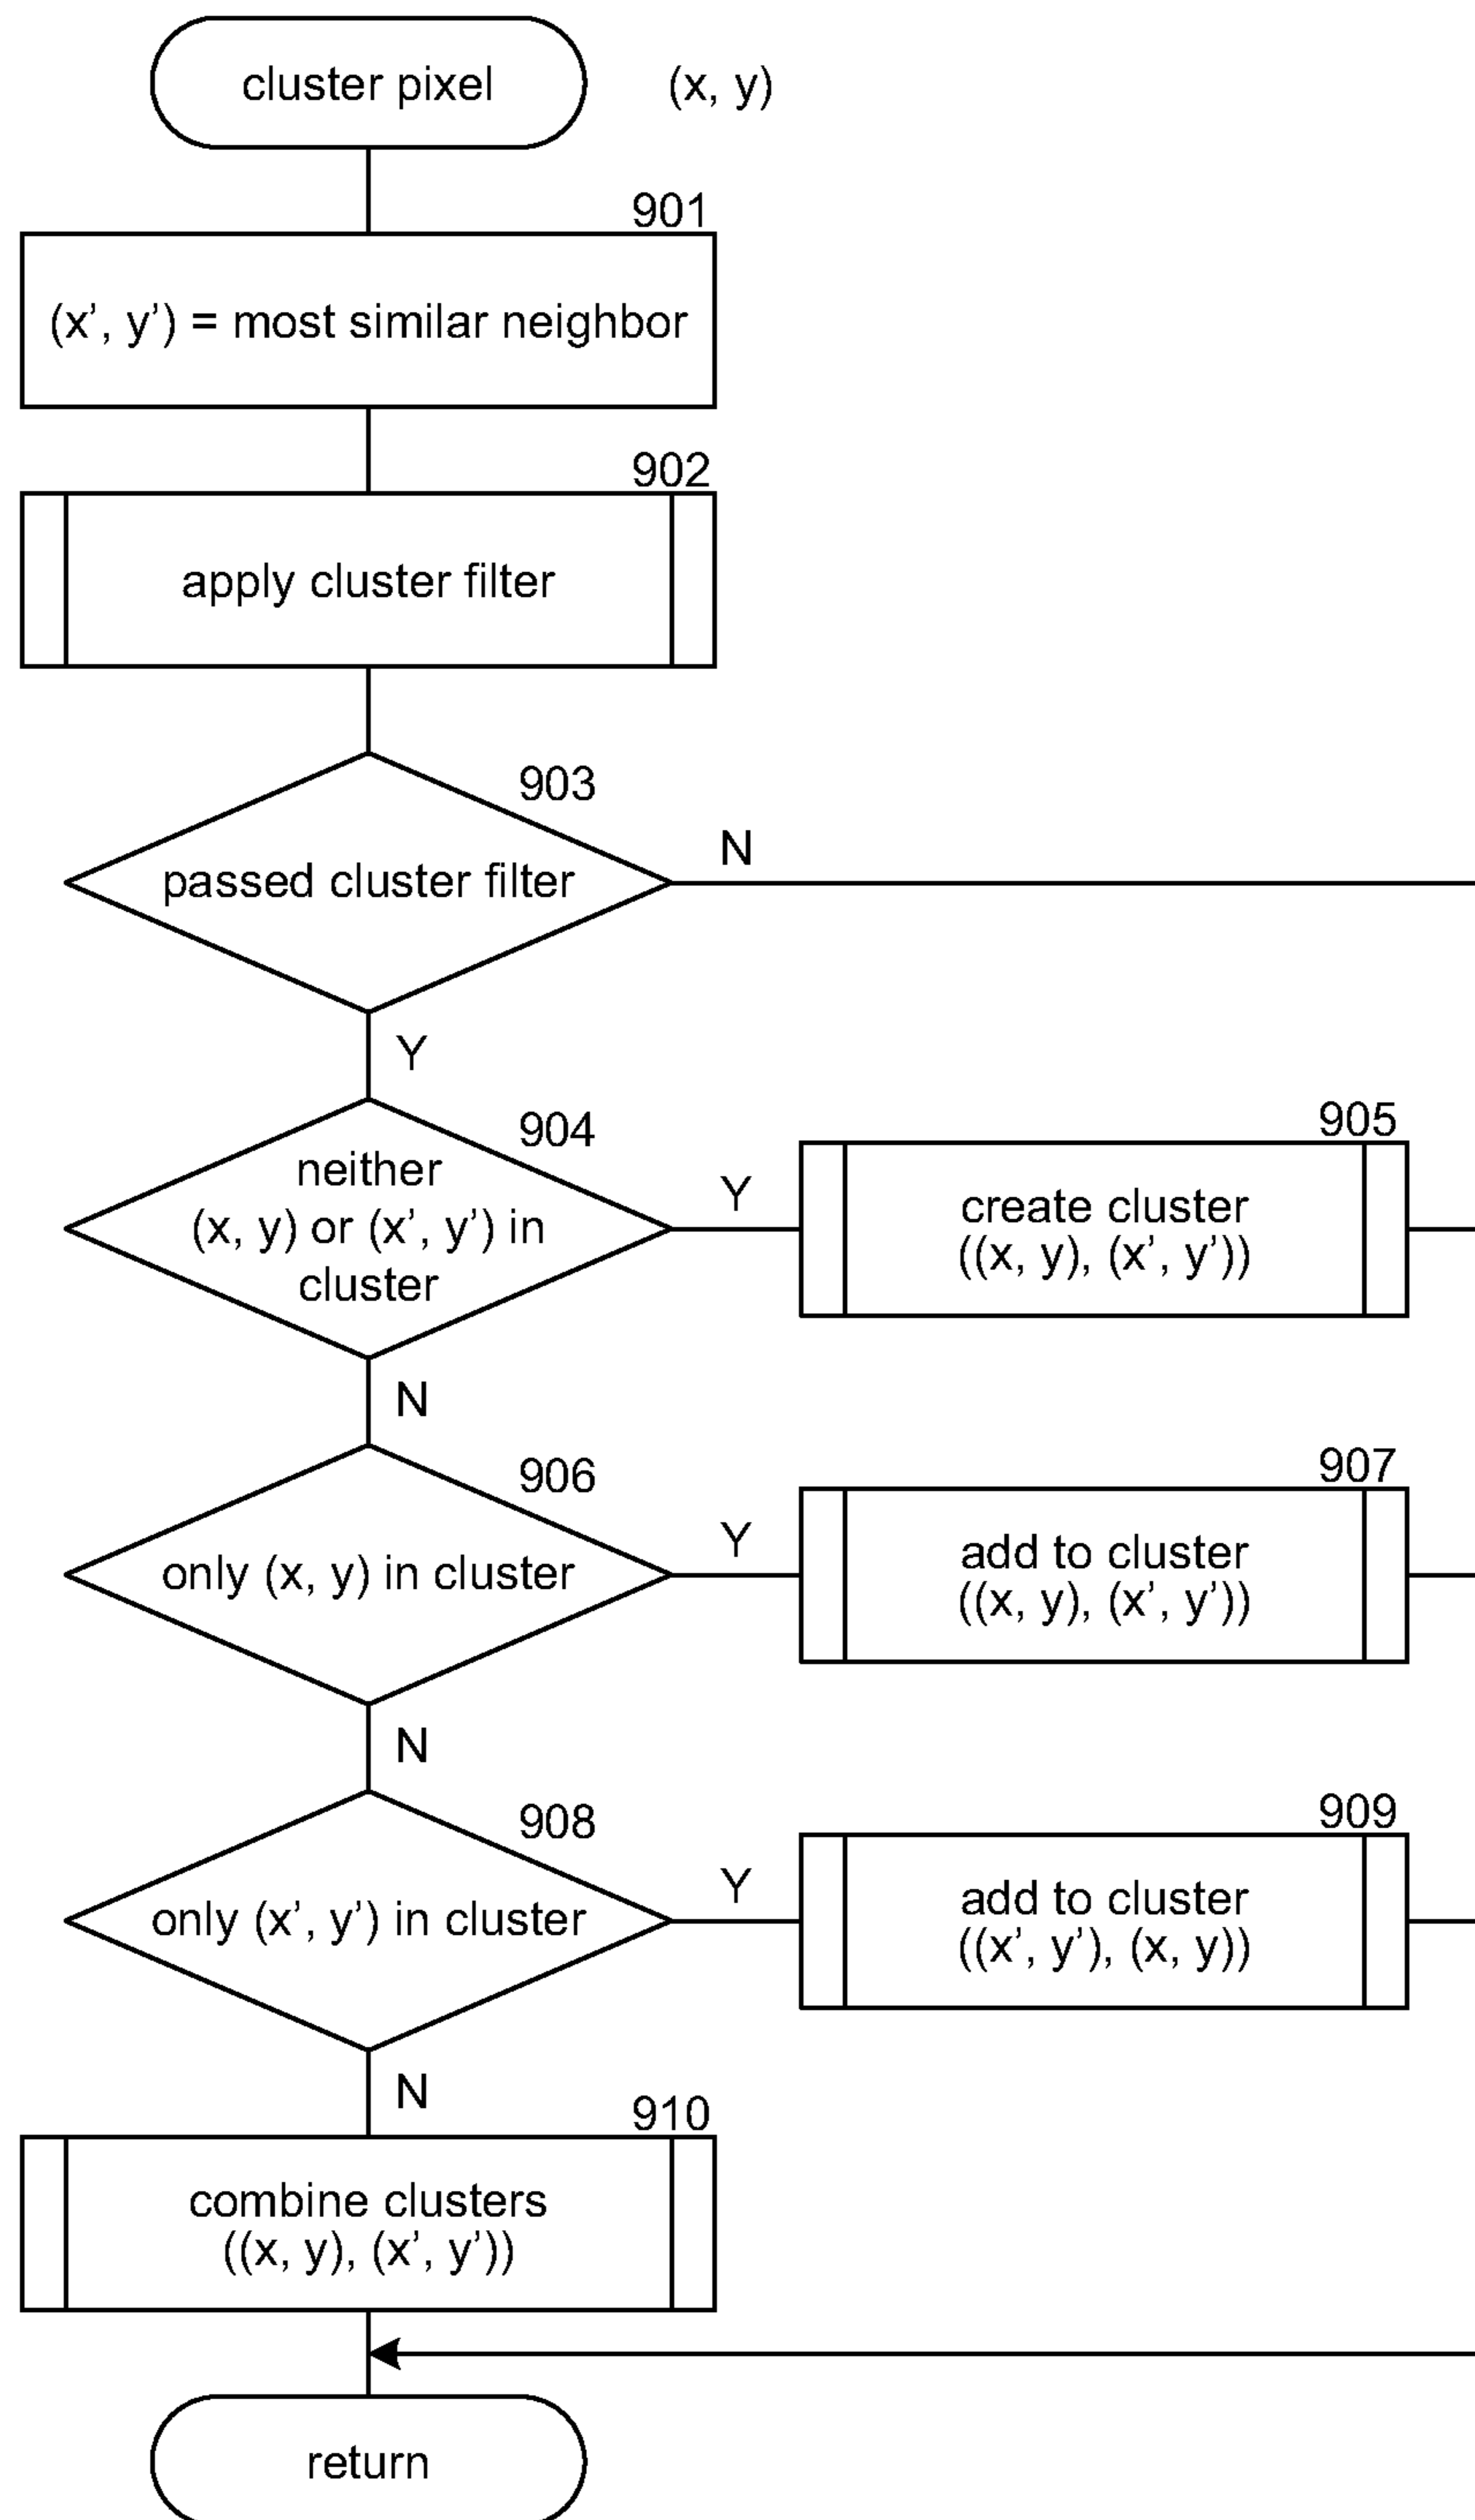 cluster pixel
(x, y)
901
(x’, y’) = most similar neighbor
902
apply cluster filter
903
passed cluster filter
N
Y
904
neither
(x, y) or (x’, y’) in
cluster
Y
905
create cluster
((x, y), (x’, y’))
N
906
only (x, y) in cluster
Y
907
add to cluster
((x, y), (x’, y’))
N
908
only (x’, y’) in cluster
Y
909
add to cluster
((x’, y’), (x, y))
N
910
combine clusters
((x, y), (x’, y’))
return